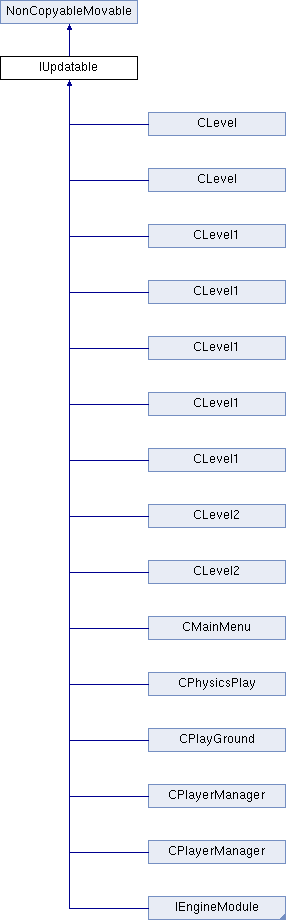 NonCopyableMovable
IUpdatable
CLevel
CLevel
CLevel1
CLevel1
CLevel1
CLevel1
CLevel1
CLevel2
CLevel2
CMainMenu
CPhysicsPlay
CPlayGround
CPlayerManager
CPlayerManager
IEngineModule